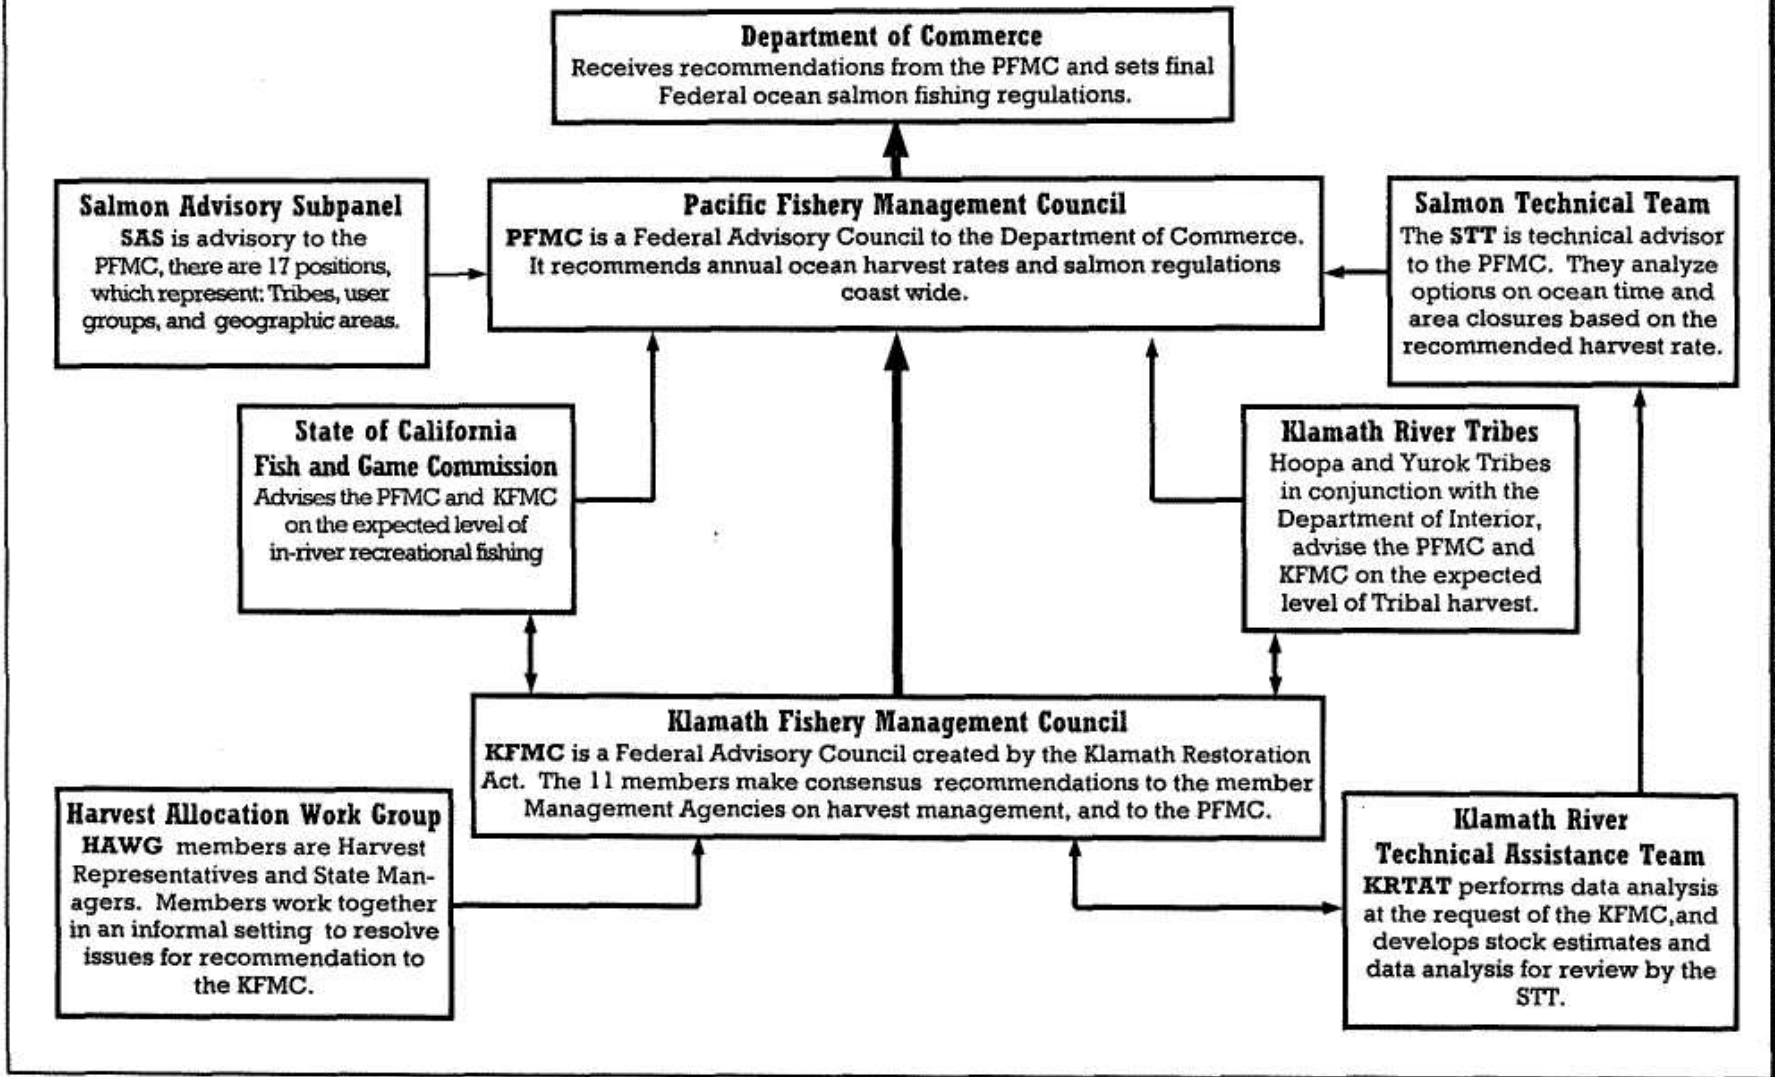 Department of Commerce
Receives recommendations from the PFMC and sets final
Federal ocean salmon fishing regulations.
Salmon Advisory Subpanel
SAS is advisory to the
PFMC, there are 17 positions,
which represent: Tribes, user
groups, and geographic areas.
Pacific Fishery Management Council
PFMC is a Federal Advisory Council to the Department of Commerce.
It recommends annual ocean harvest rates and salmon regulations
coast wide.
Salmon Technical Team
The STT is technical advisor
to the PFMC. They analyze
options on ocean time and
area closures based on the
recommended harvest rate.
State of California
Fish and Game Commission
Advises the PFMC and KFMC
on the expected level of
in-river recreational fishing
Klamath River Tribes
Hoopa and Yurok Tribes
in conjunction with the
Department of Interior,
advise the PFMC and
KFMC on the expected
level of Tribal harvest.
Klamath Fishery Management Council
KFMC is a Federal Advisory Council created by the Klamath Restoration
Act. The 11 members make consensus recommendations to the member
Management Agencies on harvest management, and to the PFMC.
Harvest Allocation Work Group
HAWG members are Harvest
Representatives and State Man-
agers. Members work together
in an informal setting to resolve
issues for recommendation to
the KFMC.
Klamath River
Technical Assistance Team
KRTAT performs data analysis
at the request of the KFMC,and
develops stock estimates and
data analysis for review by the
STT.